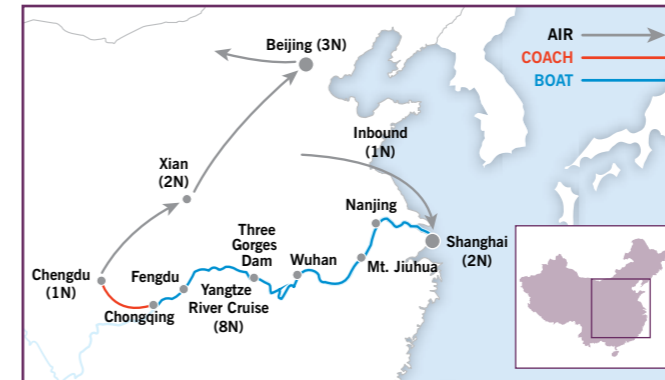 Beijing (3N)
AIR
COACH
BOAT
Inbound
(1N)
Xian
(2N)
Nanjing
Three
Gorges
Dam
Wuhan
Shanghai
(2N)
Mt. Jiuhua
Chengdu
(1N)
Fengdu
Yangtze
River Cruise
(8N)
Chongqing